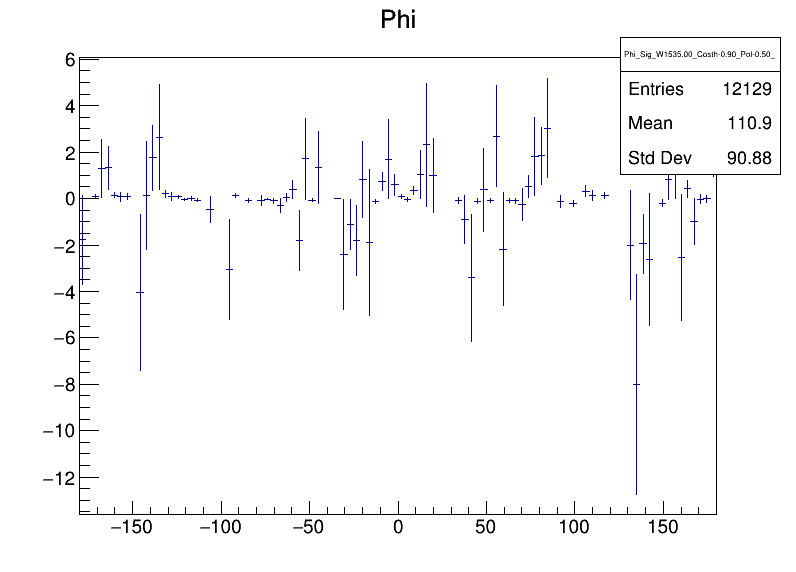 Phi
Phi_Sig_W1535.00_Costh-0.90_Pol-0.50_
Entries 12129
Mean 110.9
Std Dev 90.88
6
4
2
0
−2
−4
−6
−8
−10
−12
−150 −100 −50 0 50 100 150